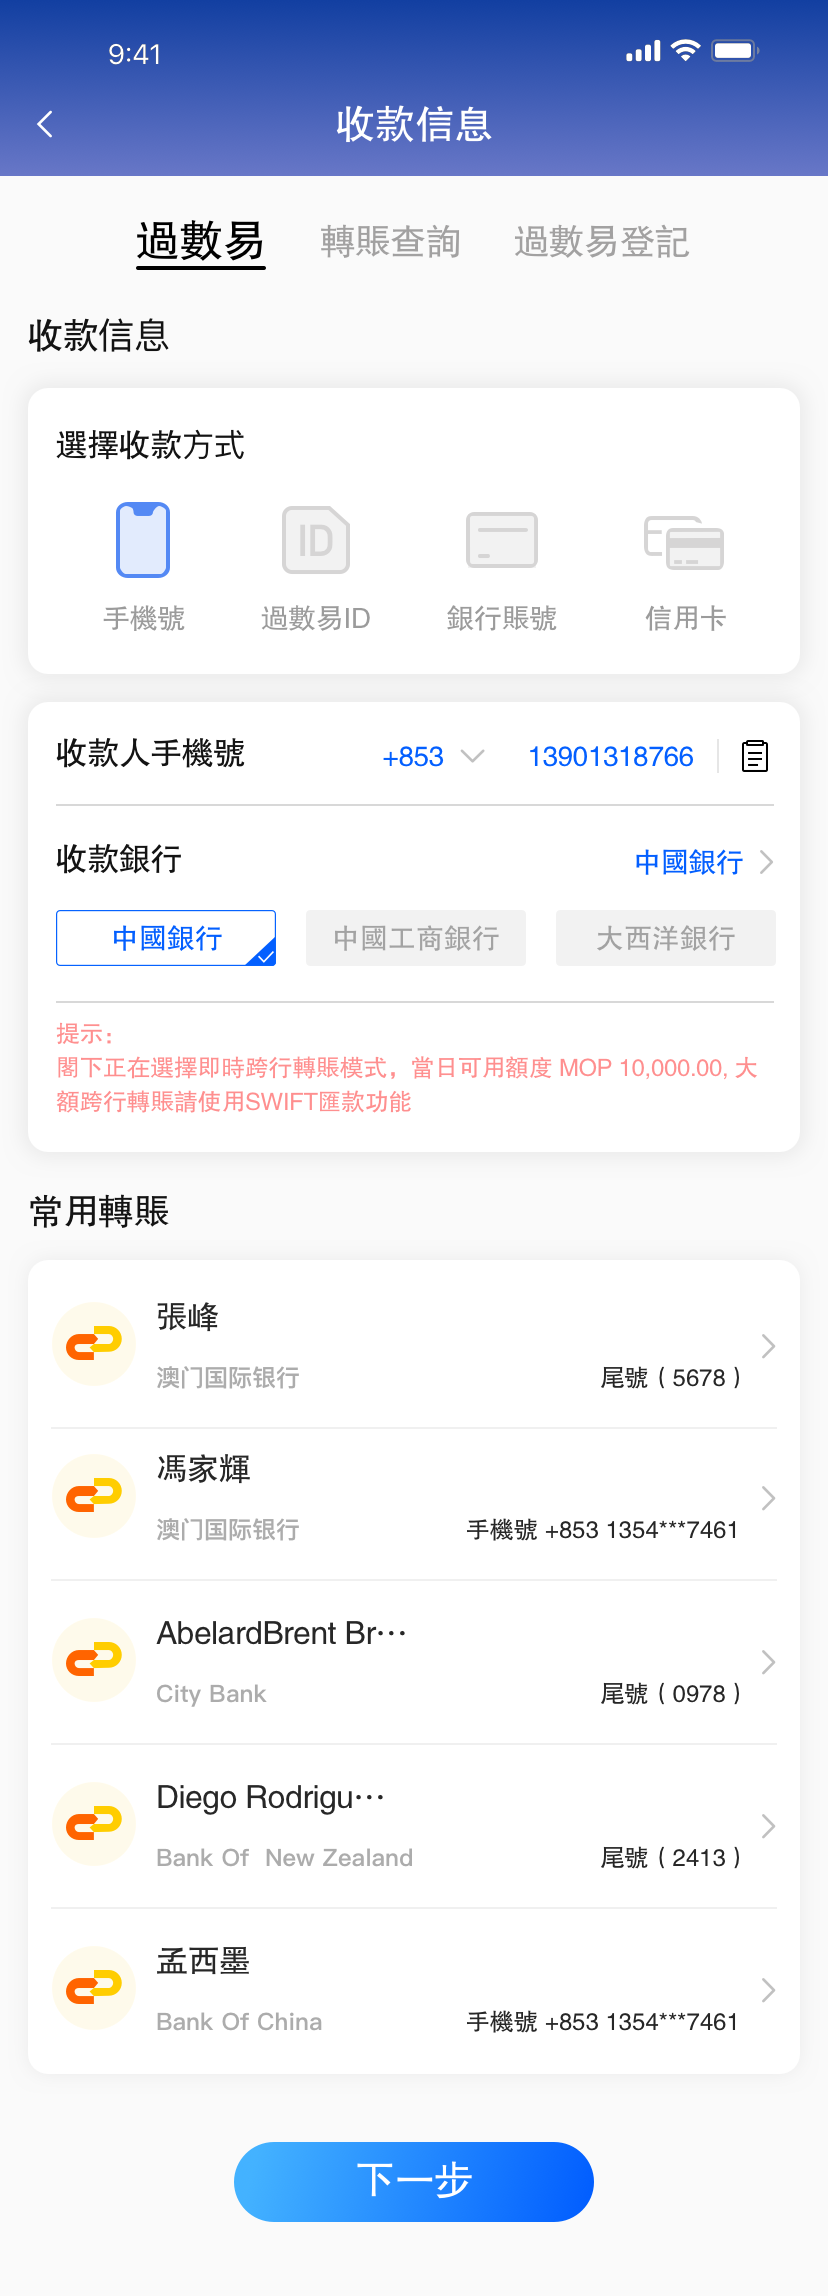 9:41
收款信息
過數易 轉賬查詢 過數易登記
收款信息
選擇收款方式
ID
手機號 過數易ID 銀行賬號 信用卡
收款人手機號 +853 13901318766
收款銀行 中國銀行
中國銀行 中國工商銀行 大西洋銀行
提示：
閣下正在選擇即時跨行轉賬模式，當日可用額度 MOP 10,000.00, 大
額跨行轉賬請使用SWIFT匯款功能
常用轉賬
張峰
澳门国际银行 尾號（5678）
馮家輝
澳门国际银行 手機號 +853 1354***7461
AbelardBrent Br···
City Bank 尾號（0978）
Diego Rodrigu···
Bank Of  New Zealand 尾號（2413）
孟西墨
Bank Of China 手機號 +853 1354***7461
下一步